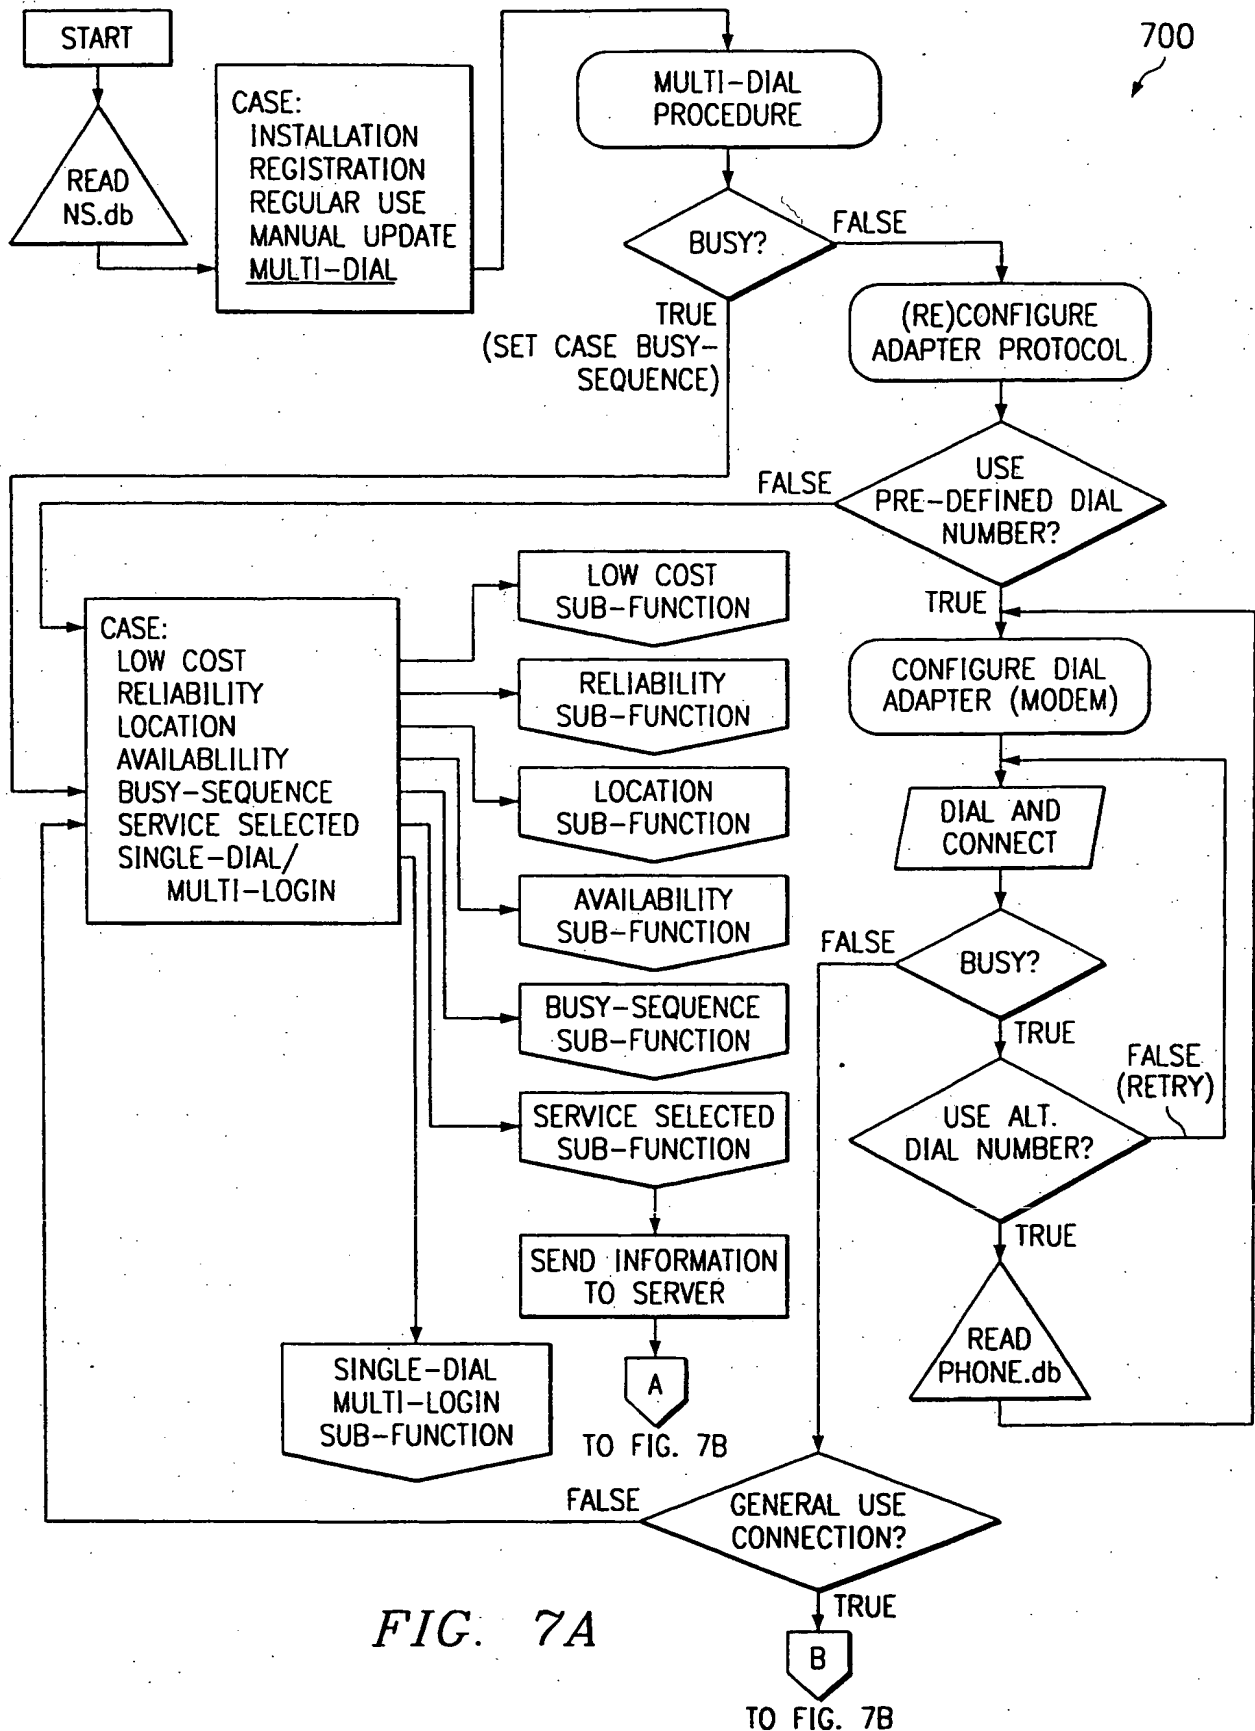 START
700
READ
NS.db
CASE:
INSTALLATION
REGISTRATION
REGULAR USE
MANUAL UPDATE
MULTI-DIAL
MULTI-DIAL
PROCEDURE
BUSY?
FALSE
TRUE
(SET CASE BUSY-
SEQUENCE)
(RE)CONFIGURE
ADAPTER PROTOCOL
USE
PRE-DEFINED DIAL
NUMBER?
FALSE
TRUE
CASE:
LOW COST
RELIABILITY
LOCATION
AVAILABLILITY
BUSY-SEQUENCE
SERVICE SELECTED
SINGLE-DIAL/
MULTI-LOGIN
LOW COST
SUB-FUNCTION
RELIABILITY
SUB-FUNCTION
LOCATION
SUB-FUNCTION
AVAILABILITY
SUB-FUNCTION
BUSY-SEQUENCE
SUB-FUNCTION
SERVICE SELECTED
SUB-FUNCTION
SEND INFORMATION
TO SERVER
A
TO FIG. 7B
SINGLE-DIAL
MULTI-LOGIN
SUB-FUNCTION
CONFIGURE DIAL
ADAPTER (MODEM)
DIAL AND
CONNECT
BUSY?
FALSE
TRUE
USE ALT.
DIAL NUMBER?
FALSE
(RETRY)
TRUE
READ
PHONE.db
GENERAL USE
CONNECTION?
FALSE
TRUE
B
TO FIG. 7B
FIG. 7A